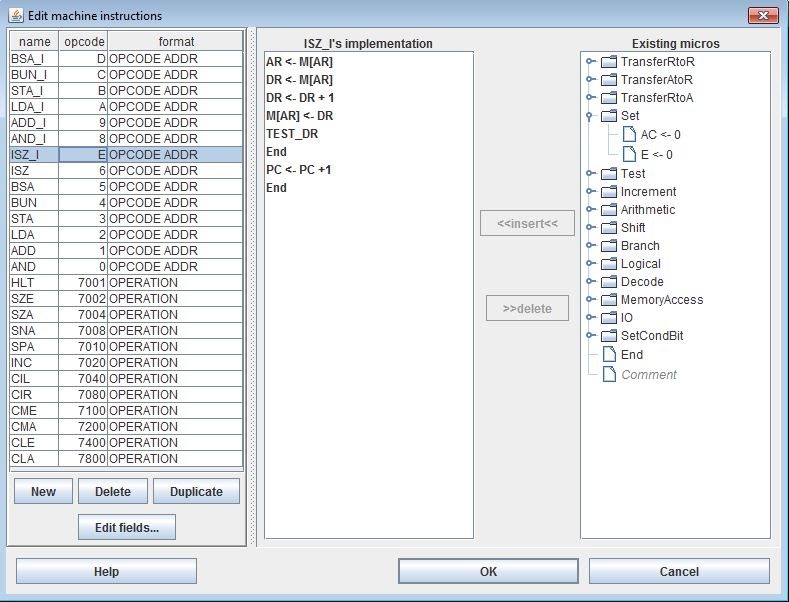 Edit machine instructions
name opcode format
BSA_I D OPCODE ADDR
BUN_I C OPCODE ADDR
STA_I B OPCODE ADDR
LDA_I A OPCODE ADDR
ADD_I 9 OPCODE ADDR
AND_I 8 OPCODE ADDR
ISZ_I E OPCODE ADDR
ISZ 6 OPCODE ADDR
BSA 5 OPCODE ADDR
BUN 4 OPCODE ADDR
STA 3 OPCODE ADDR
LDA 2 OPCODE ADDR
ADD 1 OPCODE ADDR
AND 0 OPCODE ADDR
HLT 7001 OPERATION
SZE 7002 OPERATION
SZA 7004 OPERATION
SNA 7008 OPERATION
SPA 7010 OPERATION
INC 7020 OPERATION
CIL 7040 OPERATION
CIR 7080 OPERATION
CME 7100 OPERATION
CMA 7200 OPERATION
CLE 7400 OPERATION
CLA 7800 OPERATION
New Delete Duplicate
Edit fields...
ISZ_I's implementation
AR <- M[AR]
DR <- M[AR]
DR <- DR + 1
M[AR] <- DR
TEST_DR
End
PC <- PC +1
End
<<insert<<
>>delete
Existing micros
TransferRtoR
TransferAtoR
TransferRtoA
Set
AC <- 0
E <- 0
Test
Increment
Arithmetic
Shift
Branch
Logical
Decode
MemoryAccess
IO
SetCondBit
End
Comment
Help OK Cancel